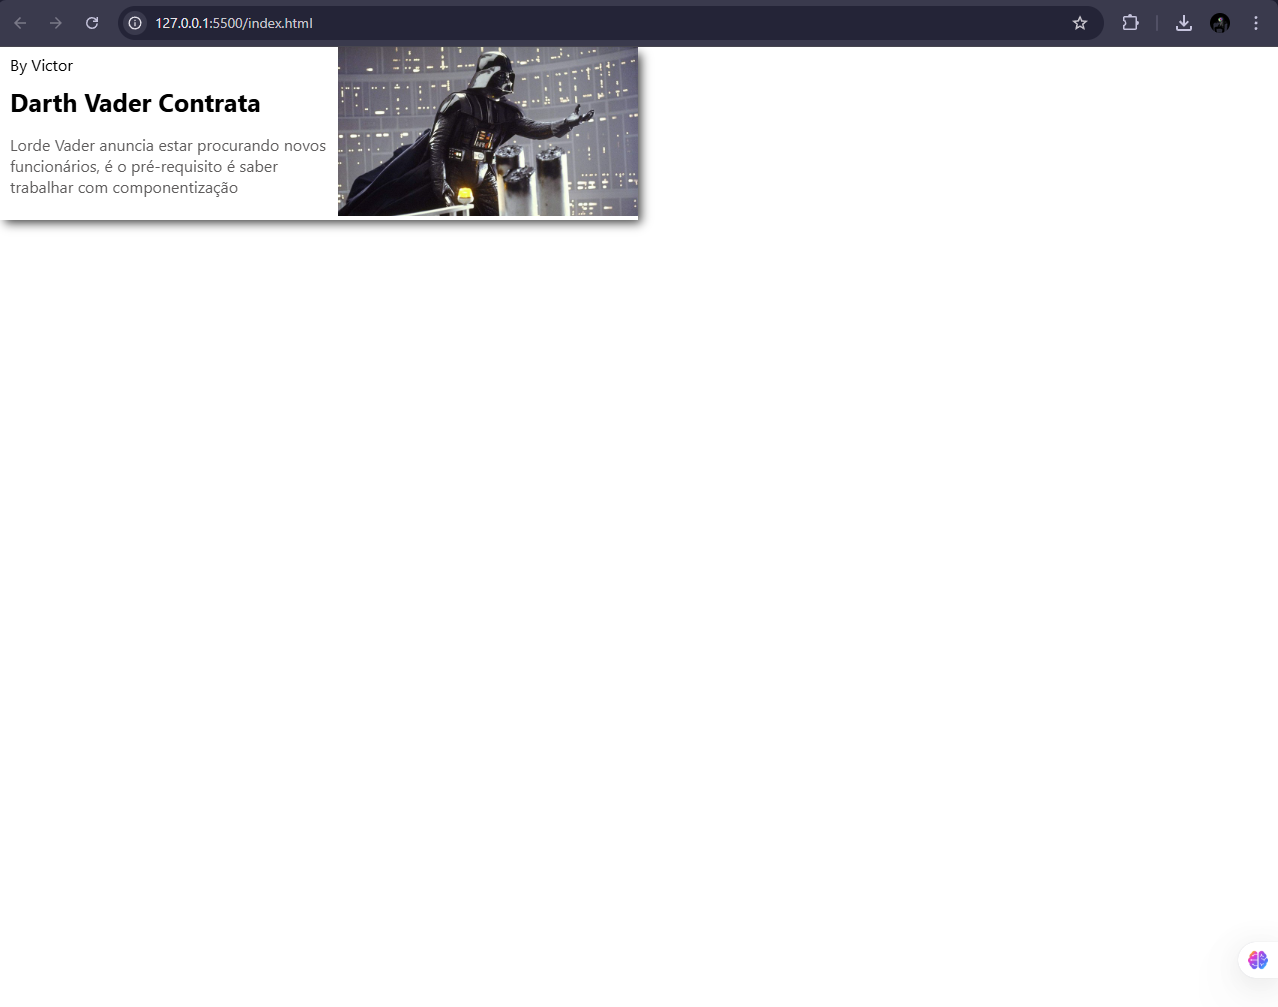 127.0.0.1:5500/index.html
By Victor
Darth Vader Contrata
Lorde Vader anuncia estar procurando novos
funcionários, é o pré-requisito é saber
trabalhar com componentização